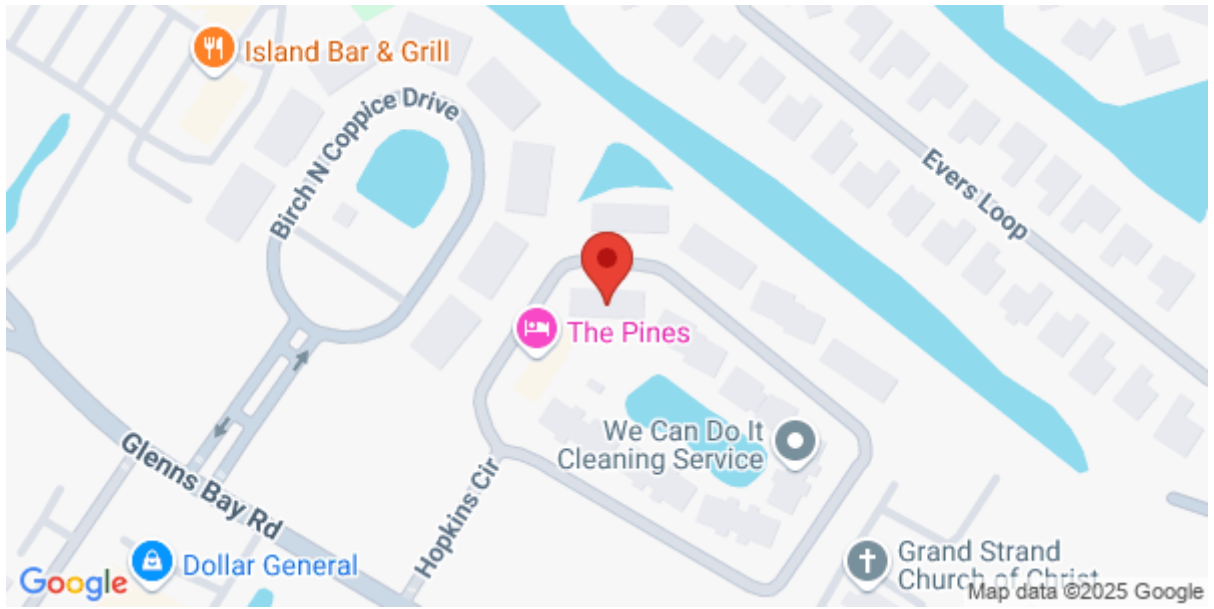 Island Bar & Grill
Birch N Coppice Drive
Evers Loop
The Pines
We Can Do It
Cleaning Service
Glenns Bay Rd
Hopkins Cir
Dollar General
Grand Strand
Church of Christ
Google
Map data ©2025 Google